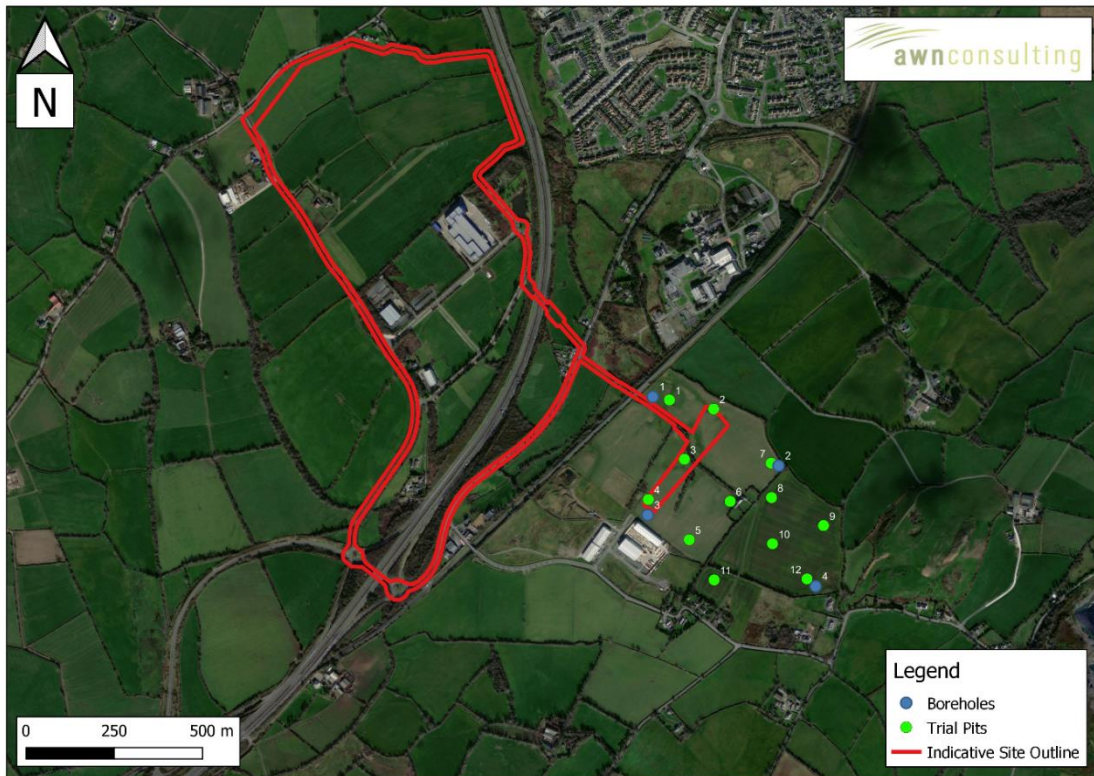 N
awnconsulting
1
1
2
3
7
2
4
3
6
8
5
9
10
11
12
4
0 250 500 m
Legend
Boreholes
Trial Pits
Indicative Site Outline